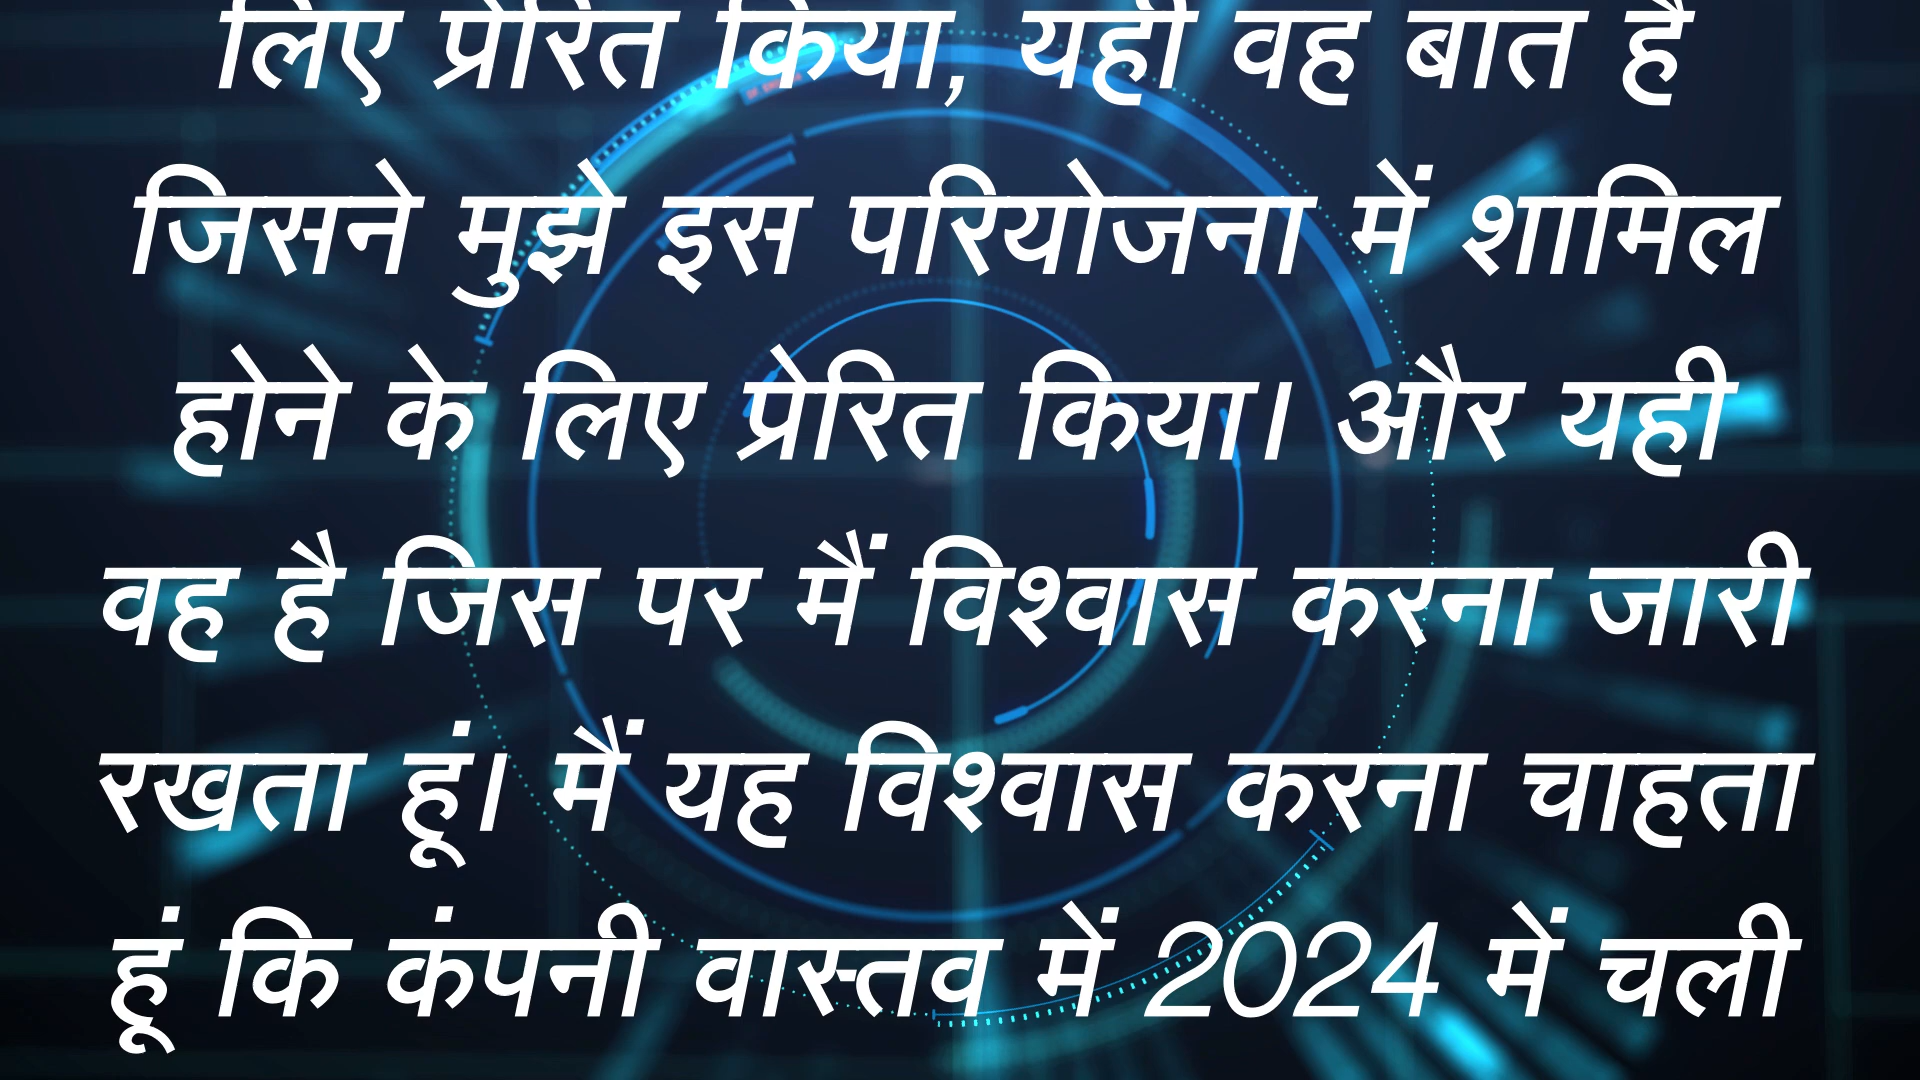 लिए प्रेरित किया, यही वह बात है
जिसने मुझे इस परियोजना में शामिल
होने के लिए प्रेरित किया। और यही
वह है जिस पर मैं विश्वास करना जारी
रखता हूं। मैं यह विश्वास करना चाहता
हूं कि कंपनी वास्तव में 2024 में चली